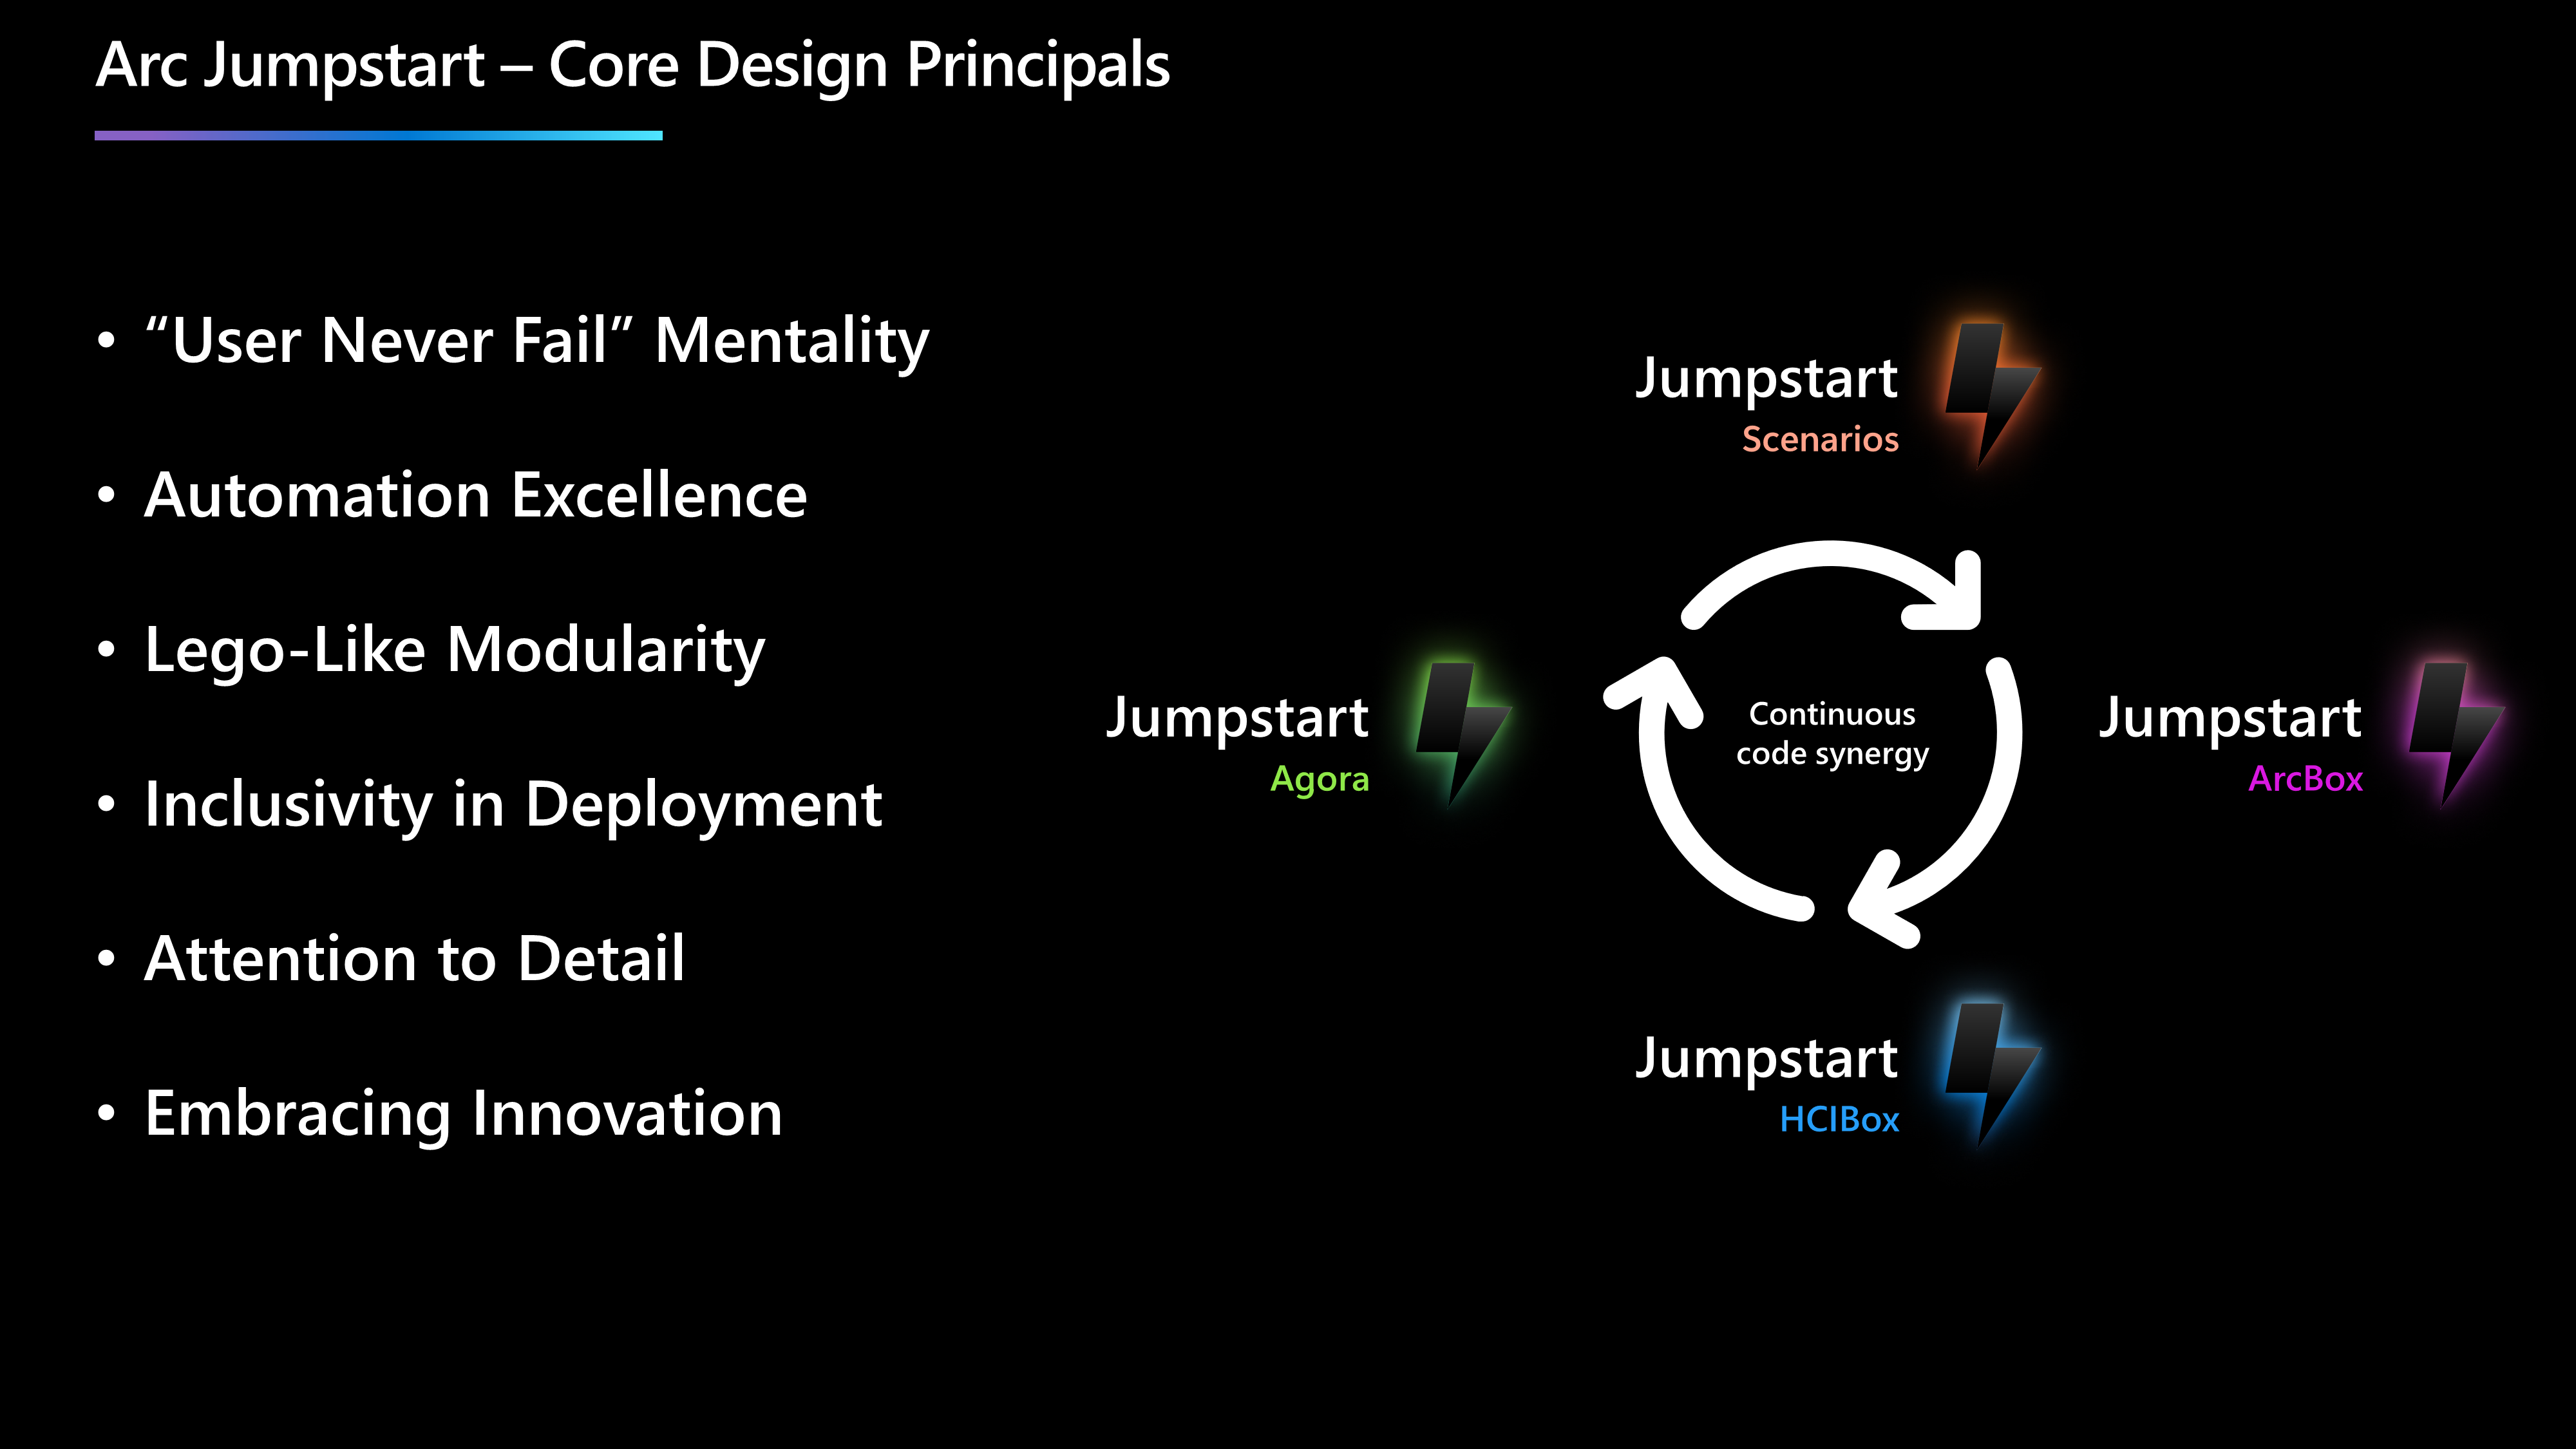 Arc Jumpstart – Core Design Principals
• “User Never Fail” Mentality
• Automation Excellence
• Lego-Like Modularity
• Inclusivity in Deployment
• Attention to Detail
• Embracing Innovation
Jumpstart
Scenarios
Jumpstart
Agora
Continuous
code synergy
Jumpstart
ArcBox
Jumpstart
HCIBox